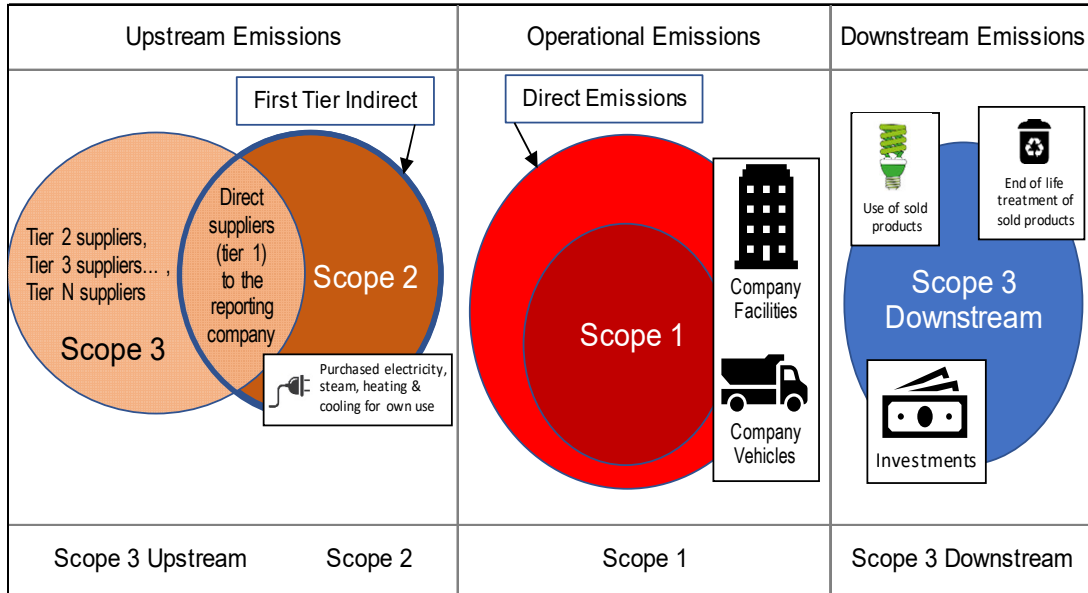 Upstream Emissions
Operational Emissions
Downstream Emissions
First Tier Indirect
Tier 2 suppliers,
Tier 3 suppliers... ,
Tier N suppliers
Scope 3
Direct
suppliers
(tier 1)
to the
reporting
company
Scope 2
Purchased electricity,
steam, heating &
cooling for own use
Direct Emissions
Scope 1
Company
Facilities
Company
Vehicles
Use of sold
products
End of life
treatment of
sold products
Scope 3
Downstream
Investments
Scope 3 Upstream
Scope 2
Scope 1
Scope 3 Downstream